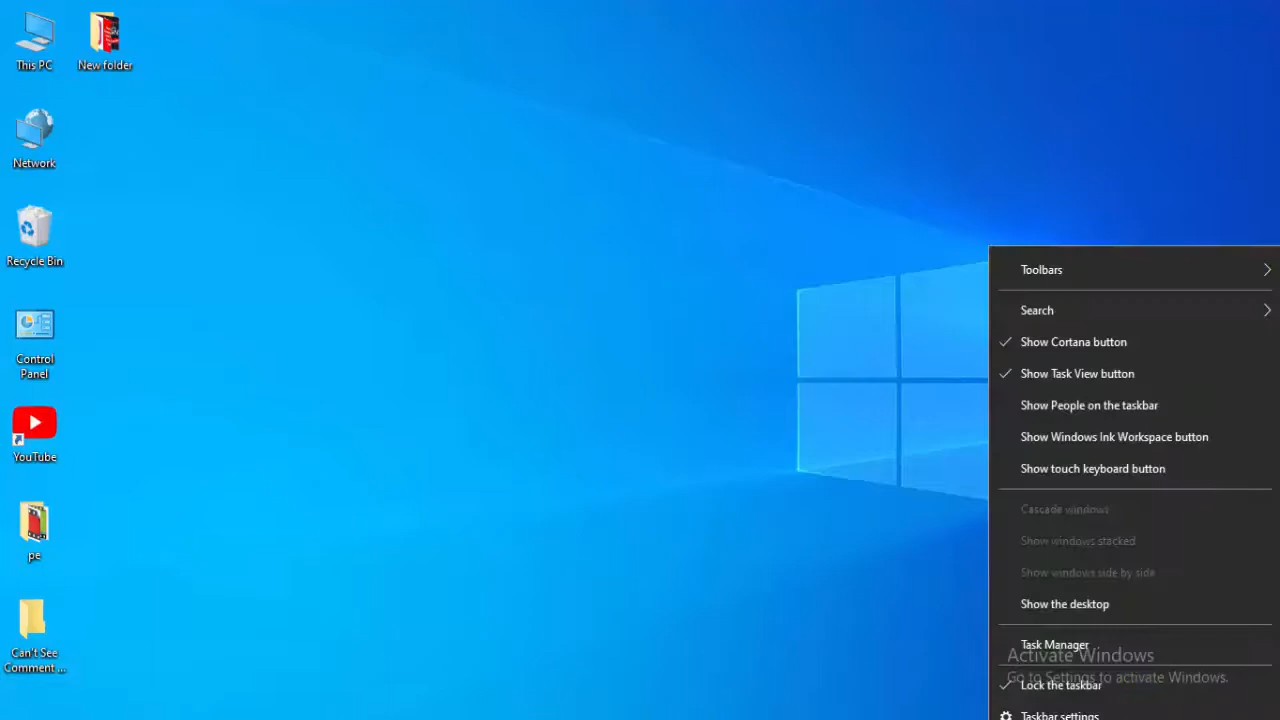 This PC
New folder
Network
Recycle Bin
Control
Panel
YouTube
pe
Can't See
Comment ...
Toolbars
Search
Show Cortana button
Show Task View button
Show People on the taskbar
Show Windows Ink Workspace button
Show touch keyboard button
Cascade windows
Show windows stacked
Show windows side by side
Show the desktop
Task Manager
Activate Windows
Go to Settings to activate Windows.
Lock the taskbar
Taskbar settings